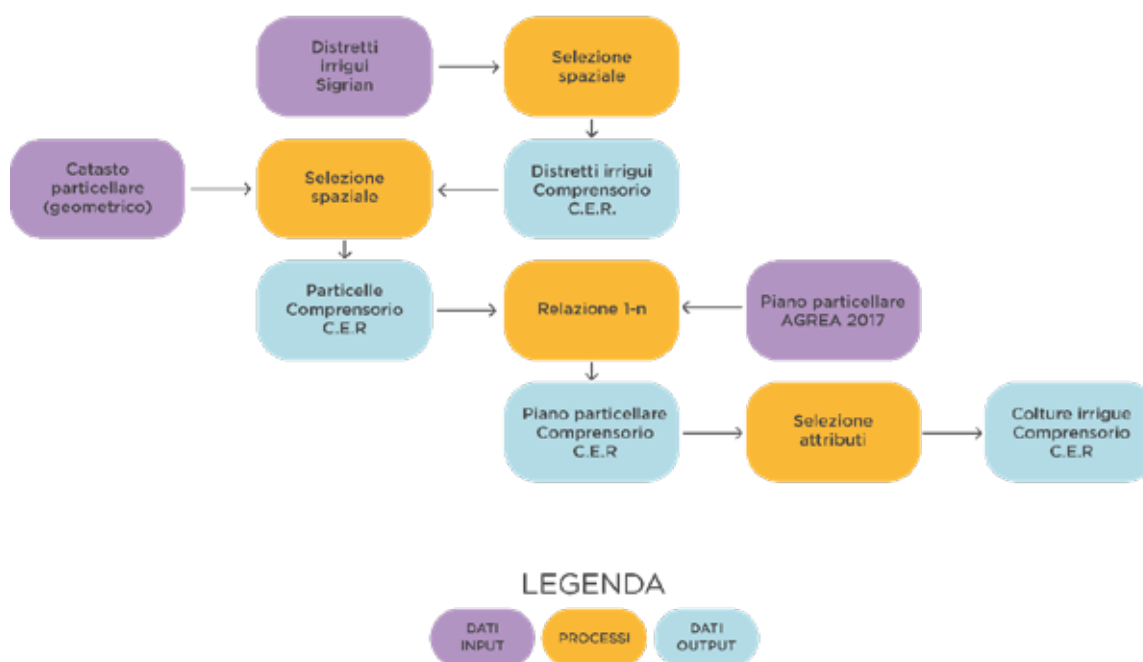 Distretti
irrigui
Sigrian
Selezione
spaziale
Catasto
particellare
(geometrico)
Selezione
spaziale
Distretti irrigui
Comprensorio
C.E.R.
Particelle
Comprensorio
C.E.R
Relazione 1-n
Piano particellare
AGREA 2017
Piano particellare
Comprensorio
C.E.R
Selezione
attributi
Colture irrigue
Comprensorio
C.E.R
LEGENDA
DATI
INPUT
PROCESSI
DATI
OUTPUT